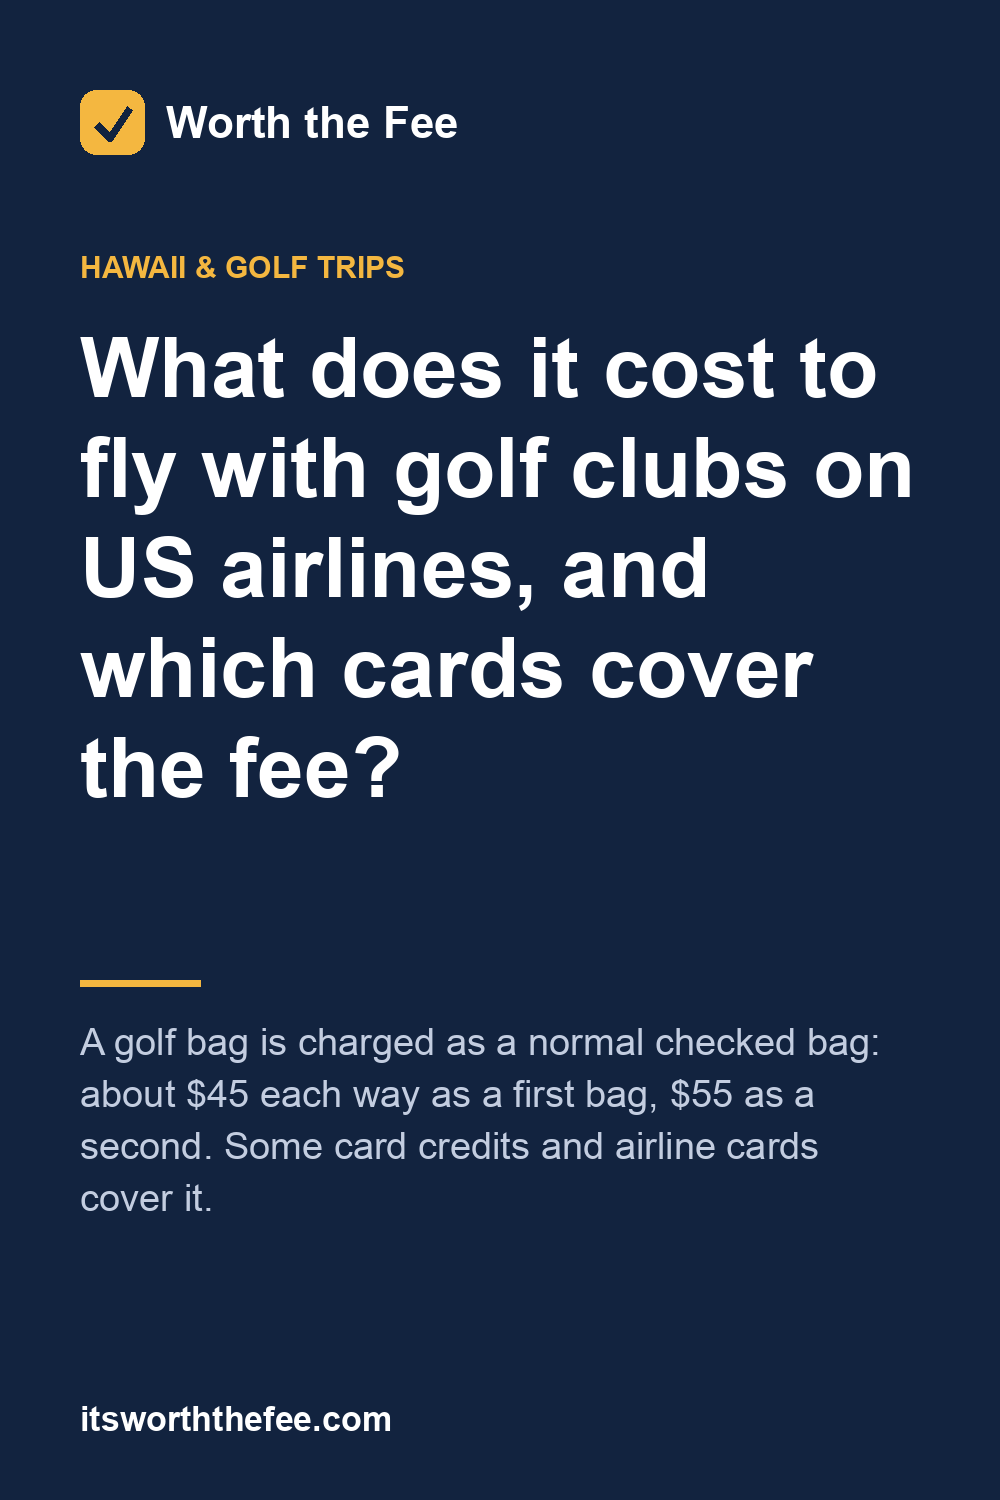 Worth the Fee
HAWAII & GOLF TRIPS
What does it cost to
fly with golf clubs on
US airlines, and
which cards cover
the fee?
A golf bag is charged as a normal checked bag:
about $45 each way as a first bag, $55 as a
second. Some card credits and airline cards
cover it.
itsworththefee.com